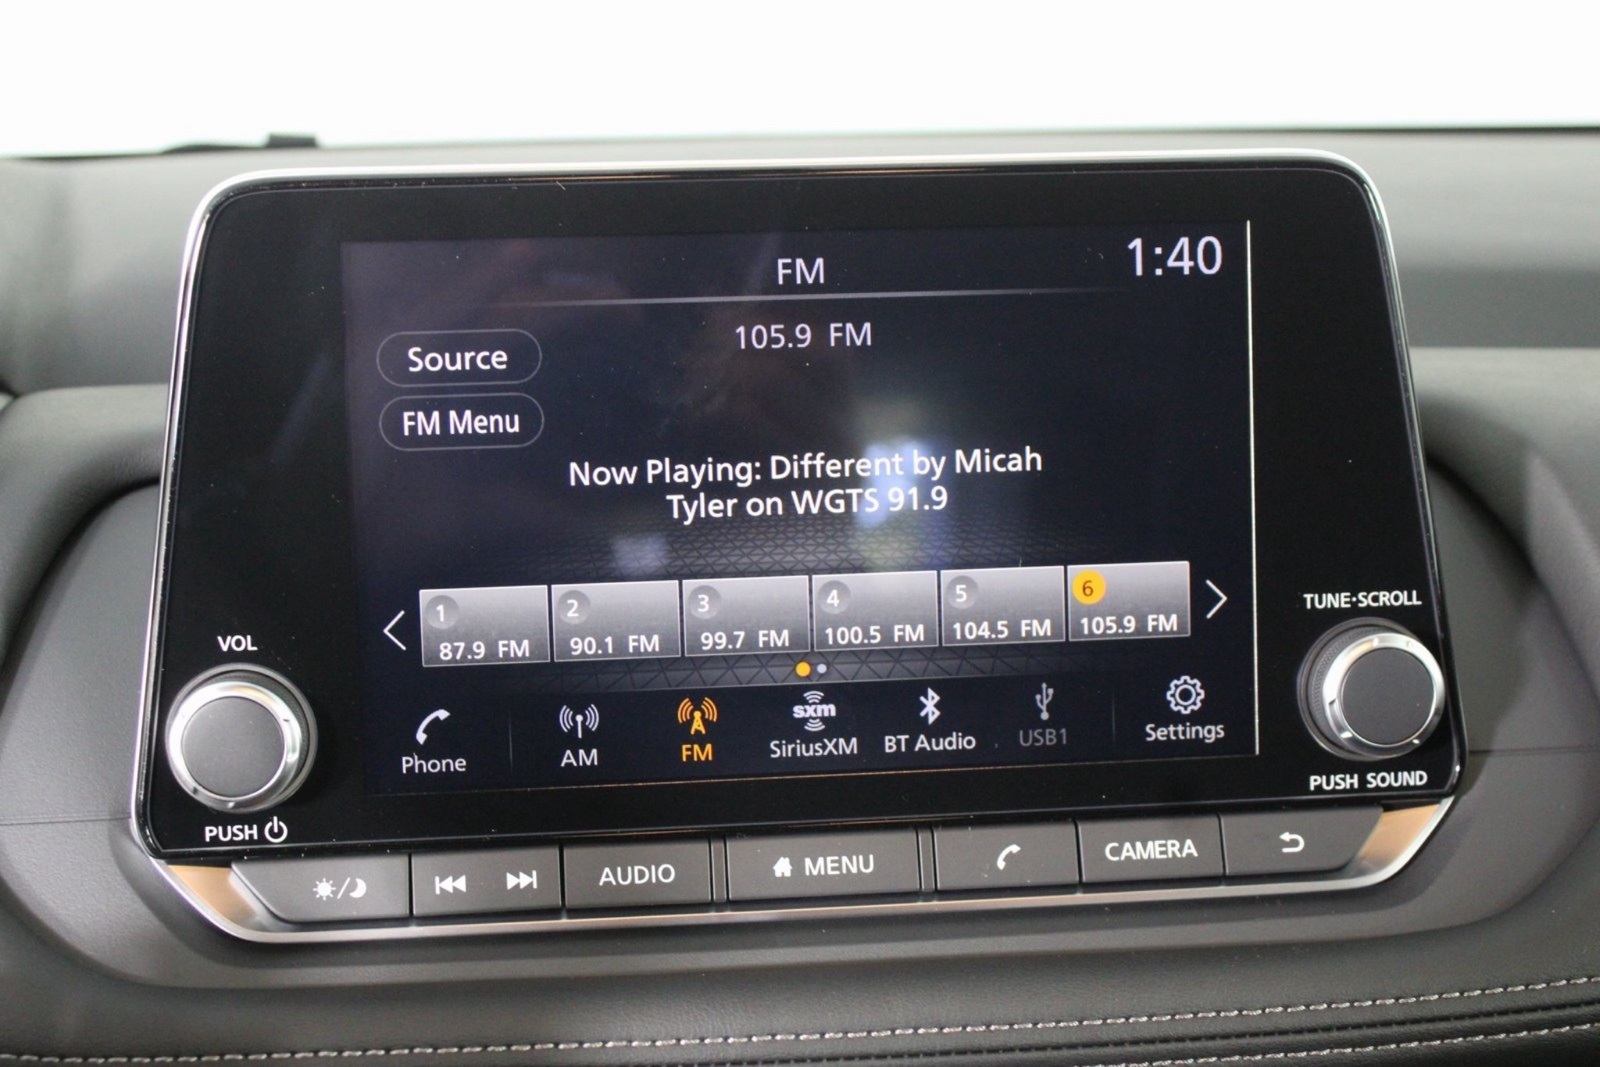 FM
1:40
105.9 FM
Source
FM Menu
Now Playing: Different by Micah
Tyler on WGTS 91.9
1
87.9 FM
2
90.1 FM
3
99.7 FM
4
100.5 FM
5
104.5 FM
6
105.9 FM
Phone
AM
FM
sxm
SiriusXM
BT Audio
USB1
Settings
VOL
PUSH
TUNE·SCROLL
PUSH SOUND
AUDIO
MENU
CAMERA